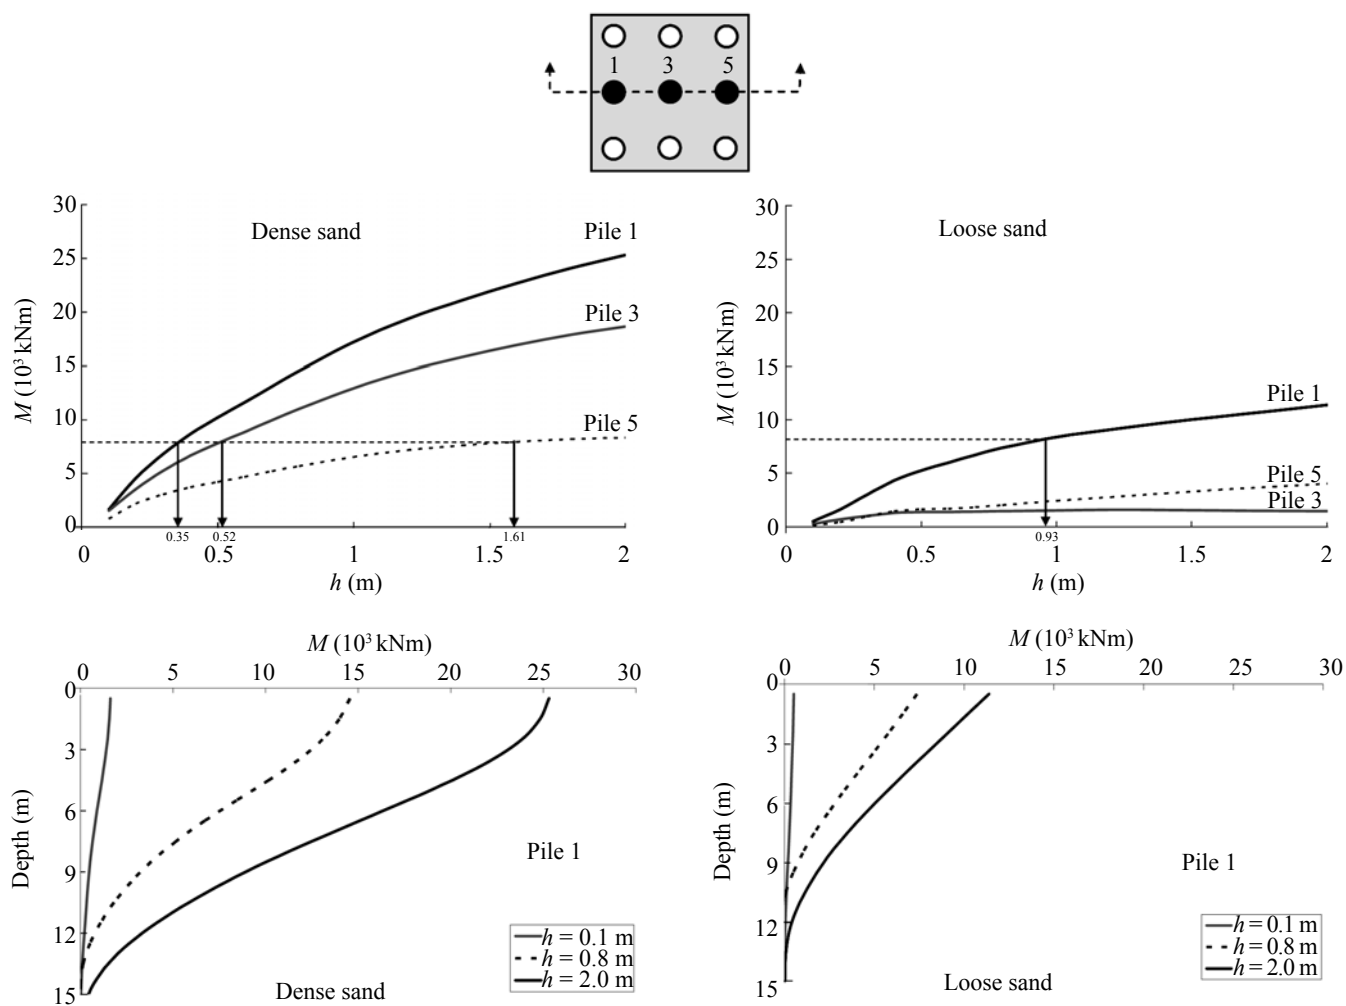 1 3 5
Dense sand
Pile 1
Pile 3
Pile 5
30
25
20
15
10
5
0
M (10³ kNm)
0.35 0.52 1.61
0 0.5 1 1.5 2
h (m)
Loose sand
Pile 1
Pile 5
Pile 3
30
25
20
15
10
5
0
M (10³ kNm)
0.93
0 0.5 1 1.5 2
h (m)
M (10³ kNm)
0 5 10 15 20 25 30
0
3
6
9
12
15
Depth (m)
Pile 1
h = 0.1 m
h = 0.8 m
h = 2.0 m
Dense sand
M (10³ kNm)
0 5 10 15 20 25 30
0
3
6
9
12
15
Depth (m)
Pile 1
h = 0.1 m
h = 0.8 m
h = 2.0 m
Loose sand